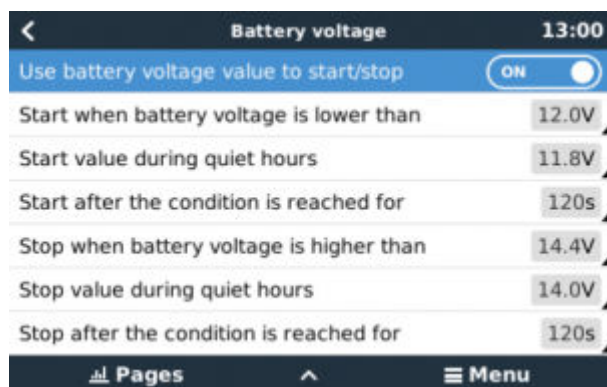 Battery voltage 13:00
Use battery voltage value to start/stop ON
Start when battery voltage is lower than 12.0V
Start value during quiet hours 11.8V
Start after the condition is reached for 120s
Stop when battery voltage is higher than 14.4V
Stop value during quiet hours 14.0V
Stop after the condition is reached for 120s
Pages Menu